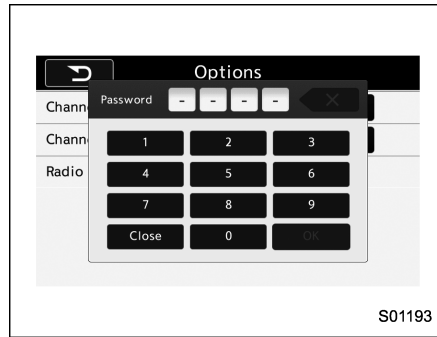 Options
Password - - - -
Chann
Chann
Radio
1 2 3
4 5 6
7 8 9
Close 0 OK
S01193